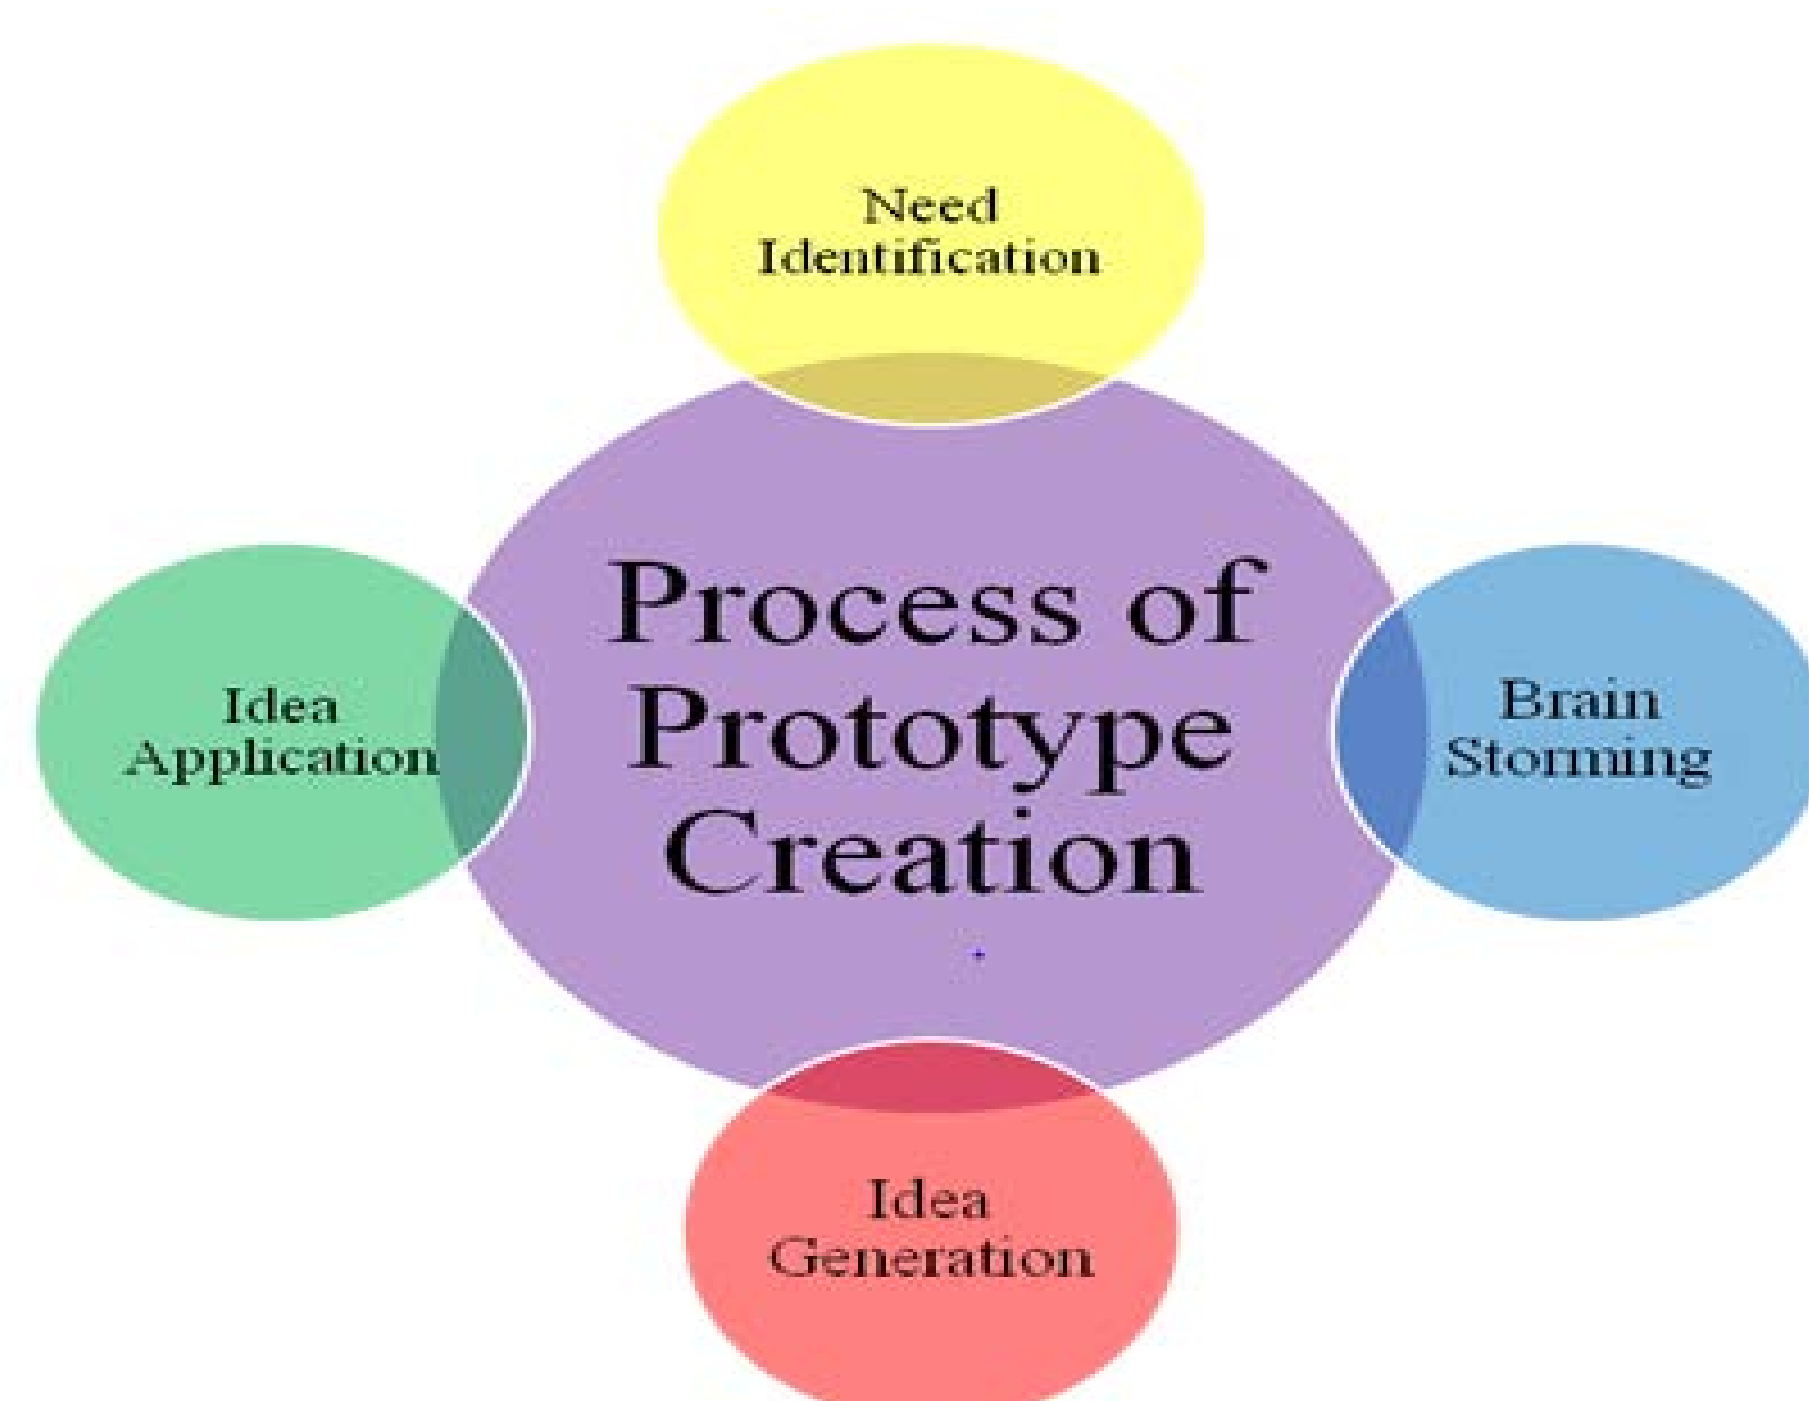 Need
Identification
Process of
Prototype
Creation
Idea
Application
Brain
Storming
Idea
Generation